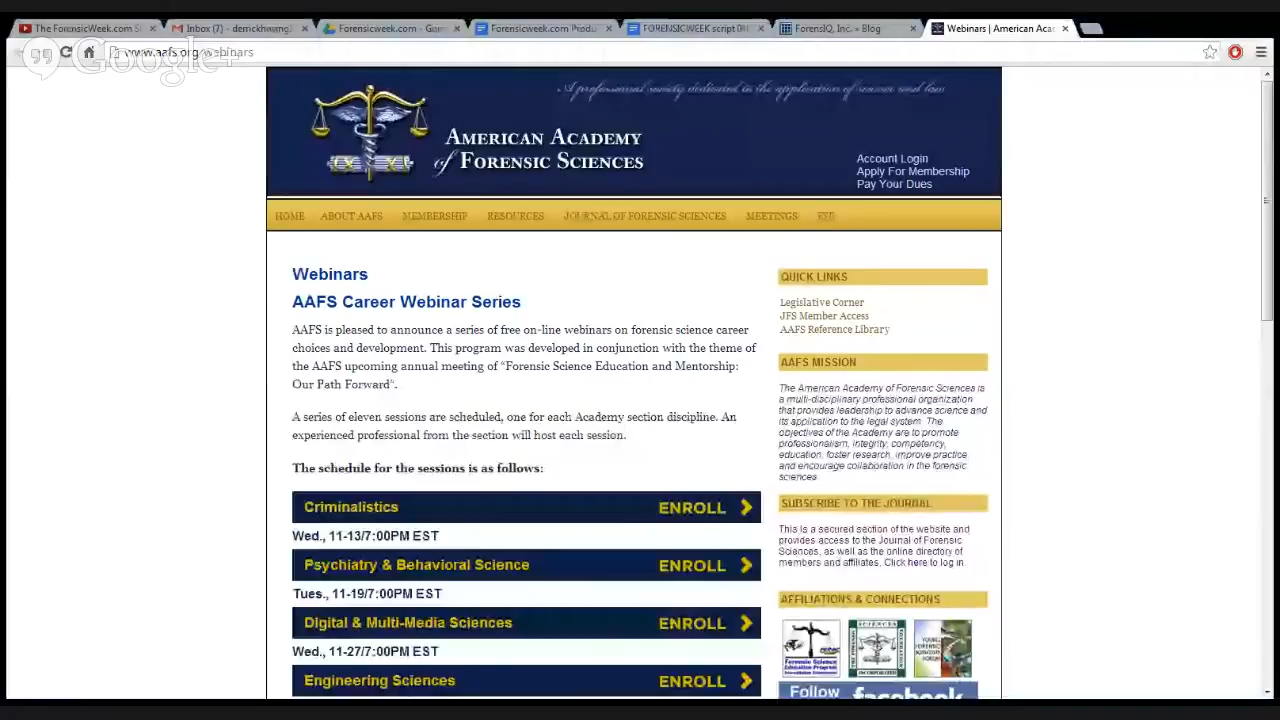 The ForensicWeek.com S
Inbox (7) - derrickhwang.
Forensicweek.com - Goo
Forensicweek.com Produ
FORENSICWEEK script (R
ForensIQ, Inc. » Blog
Webinars | American Aca
www.aafs.org/webinars
Google+
A professional society dedicated to the application of science and law
AMERICAN ACADEMY
of FORENSIC SCIENCES
Account Login
Apply For Membership
Pay Your Dues
HOME ABOUT AAFS MEMBERSHIP RESOURCES JOURNAL OF FORENSIC SCIENCES MEETINGS
Webinars
AAFS Career Webinar Series
AAFS is pleased to announce a series of free on-line webinars on forensic science career
choices and development. This program was developed in conjunction with the theme of
the AAFS upcoming annual meeting of "Forensic Science Education and Mentorship:
Our Path Forward".
A series of eleven sessions are scheduled, one for each Academy section discipline. An
experienced professional from the section will host each session.
The schedule for the sessions is as follows:
Criminalistics ENROLL
Wed., 11-13/7:00PM EST
Psychiatry & Behavioral Science ENROLL
Tues., 11-19/7:00PM EST
Digital & Multi-Media Sciences ENROLL
Wed., 11-27/7:00PM EST
Engineering Sciences ENROLL
QUICK LINKS
Legislative Corner
JFS Member Access
AAFS Reference Library
AAFS MISSION
The American Academy of Forensic Sciences is
a multi-disciplinary professional organization
that provides leadership to advance science and
its application to the legal system. The
objectives of the Academy are to promote
professionalism, integrity, competency,
education, foster research, improve practice
and encourage collaboration in the forensic
sciences.
SUBSCRIBE TO THE JOURNAL
This is a secured section of the website and
provides access to the Journal of Forensic
Sciences, as well as the online directory of
members and affiliates. Click here to log in.
AFFILIATIONS & CONNECTIONS
Forensic Science
Education Program
Follow facebook